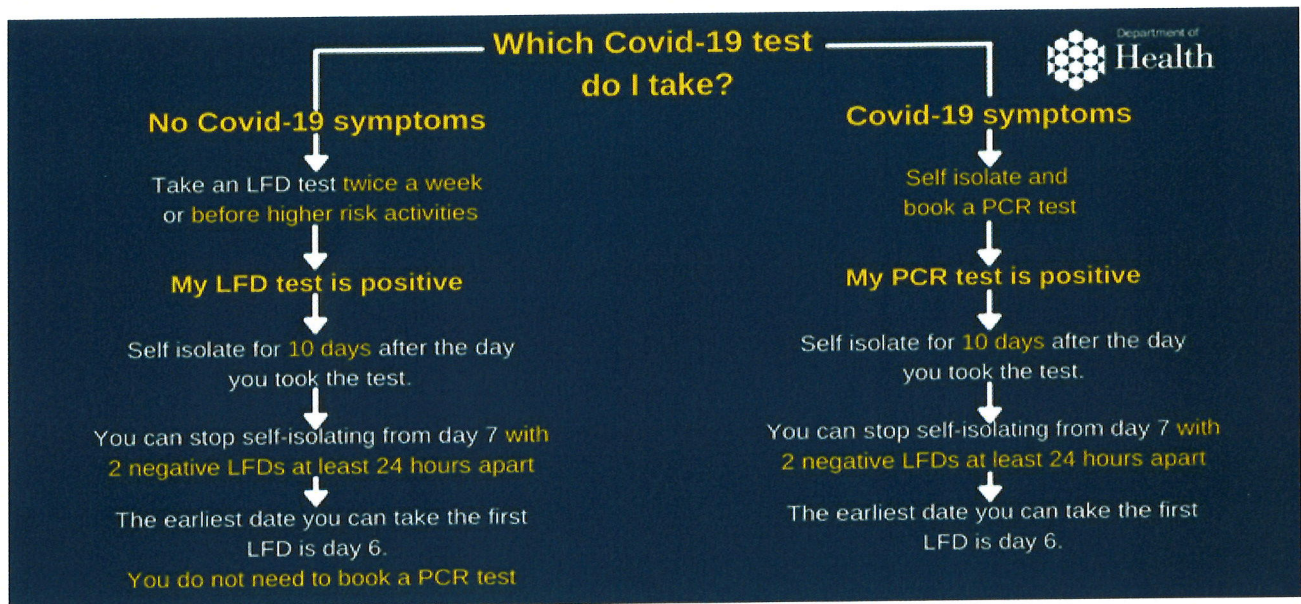 Which Covid-19 test
do I take?
Department of
Health
No Covid-19 symptoms
Take an LFD test twice a week
or before higher risk activities
My LFD test is positive
Self isolate for 10 days after the day
you took the test.
You can stop self-isolating from day 7 with
2 negative LFDs at least 24 hours apart
The earliest date you can take the first
LFD is day 6.
You do not need to book a PCR test
Covid-19 symptoms
Self isolate and
book a PCR test
My PCR test is positive
Self isolate for 10 days after the day
you took the test.
You can stop self-isolating from day 7 with
2 negative LFDs at least 24 hours apart
The earliest date you can take the first
LFD is day 6.